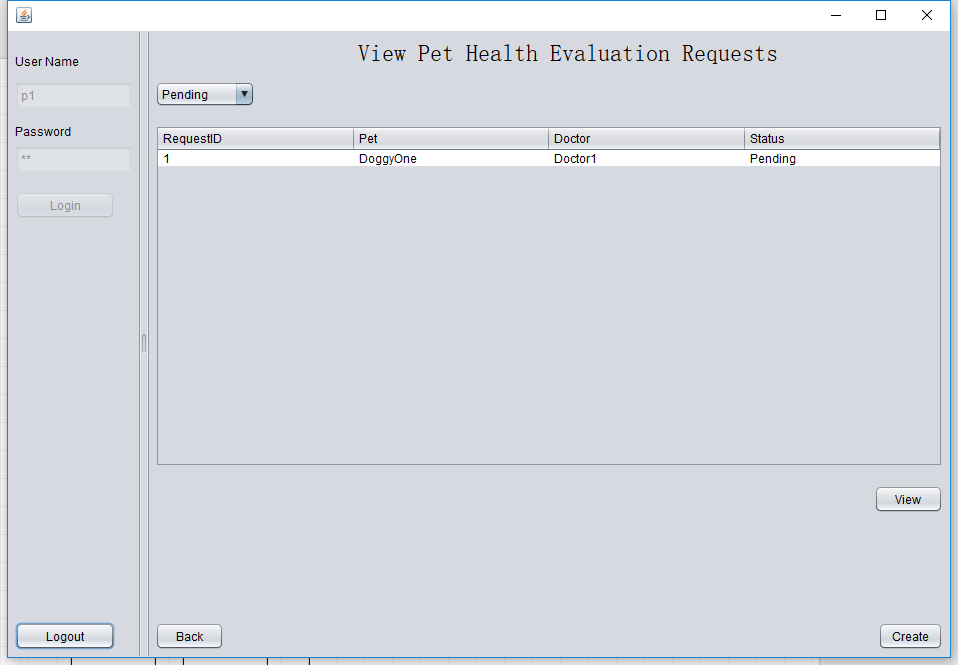 View Pet Health Evaluation Requests
User Name
p1
Password
**
Login
Pending
RequestID Pet Doctor Status
1 DoggyOne Doctor1 Pending
View
Logout
Back
Create